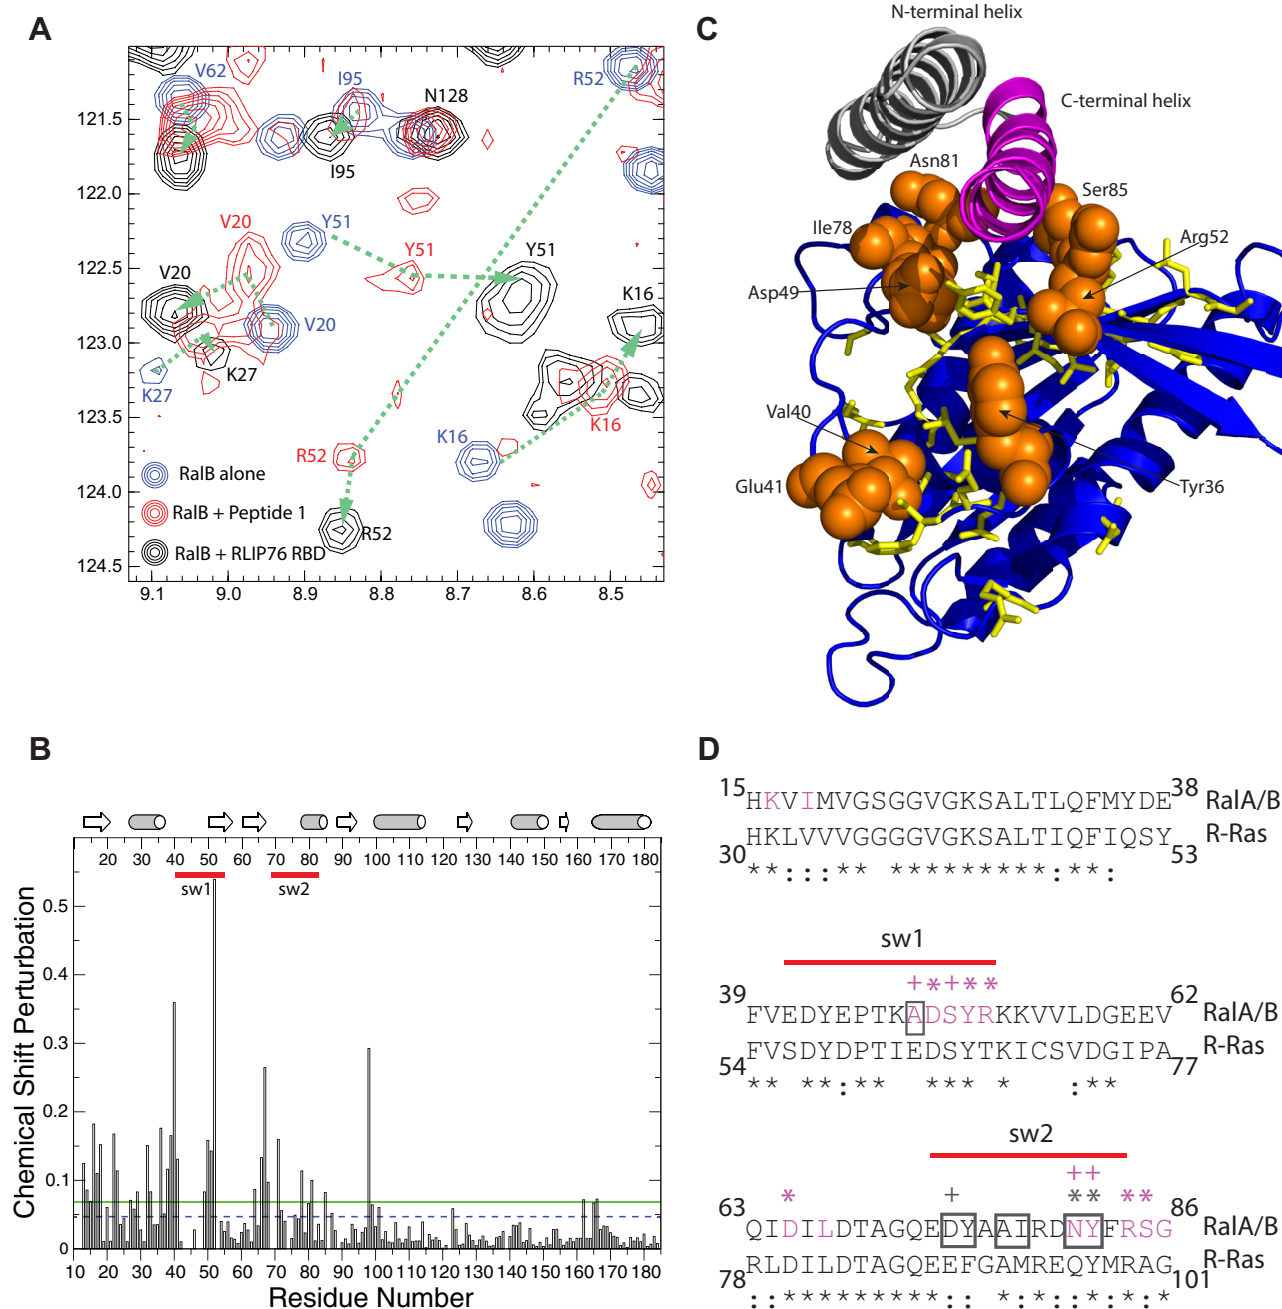 A
V62
I95
R52
N128
I95
121.5
122.0
122.5
123.0
123.5
124.0
124.5
V20
Y51
Y51
Y51
V20
K16
V20
K27
K27
K16
K16
R52
R52
RalB alone
RalB + Peptide 1
RalB + RLIP76 RBD
9.1 9.0 8.9 8.8 8.7 8.6 8.5
C
N-terminal helix
C-terminal helix
Asn81
Ser85
Ile78
Arg52
Asp49
Val40
Glu41
Tyr36
B
20 30 40 50 60 70 80 90 100 110 120 130 140 150 160 170 180
sw1 sw2
Chemical Shift Perturbation
0.5
0.4
0.3
0.2
0.1
0
10 20 30 40 50 60 70 80 90 100 110 120 130 140 150 160 170 180
Residue Number
D
15 HKVIMVGSGGVGKSALTLQFMYDE 38 RalA/B
30 HKLVVVGGGGVGKSALTIQFIQSY 53 R-Ras
**::: ** *********:**:
sw1
+*+**
39 FVEDYEPTKADSYRKKVVLDGEEV 62 RalA/B
54 FVSDYDPTIEDSYTKICSVDGIPA 77 R-Ras
** **:** *** * :**
sw2
++
* + ** **
63 QIDILDTAGQEDYAAIRDNYFRSG 86 RalA/B
78 RLDILDTAGQEEFGAMREQYMRAG 101 R-Ras
::*********:: *:*::*:*:*